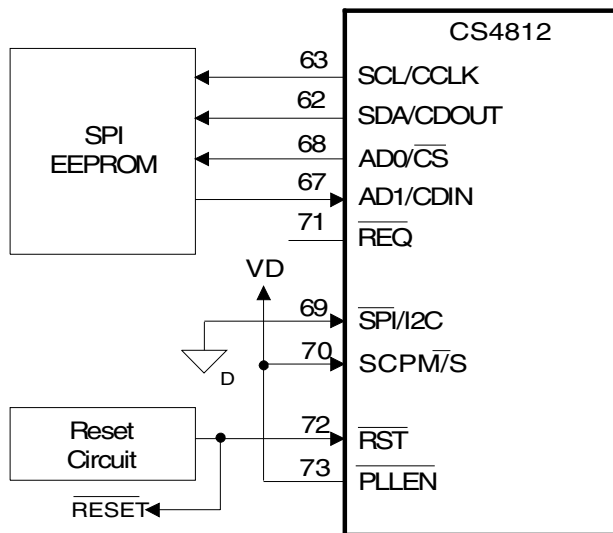 CS4812
63 SCL/CCLK
62 SDA/CDOUT
SPI
EEPROM
68 AD0/CS
67 AD1/CDIN
71 REQ
VD
69 SPI/I2C
D
70 SCPM/S
Reset
Circuit
72 RST
73 PLLEN
RESET